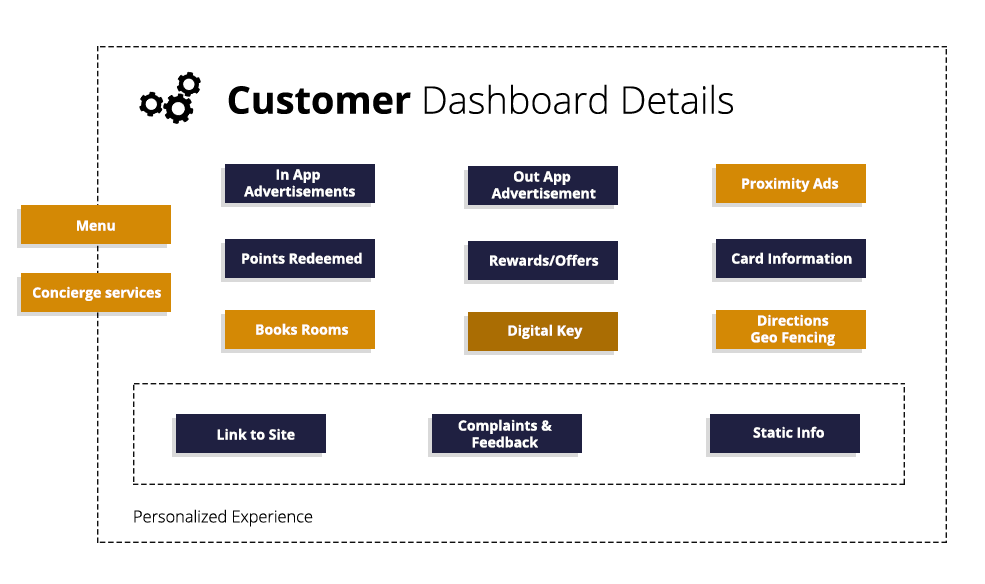 Customer Dashboard Details
In App
Advertisements
Out App
Advertisement
Proximity Ads
Menu
Points Redeemed
Rewards/Offers
Card Information
Concierge services
Books Rooms
Digital Key
Directions
Geo Fencing
Link to Site
Complaints &
Feedback
Static Info
Personalized Experience